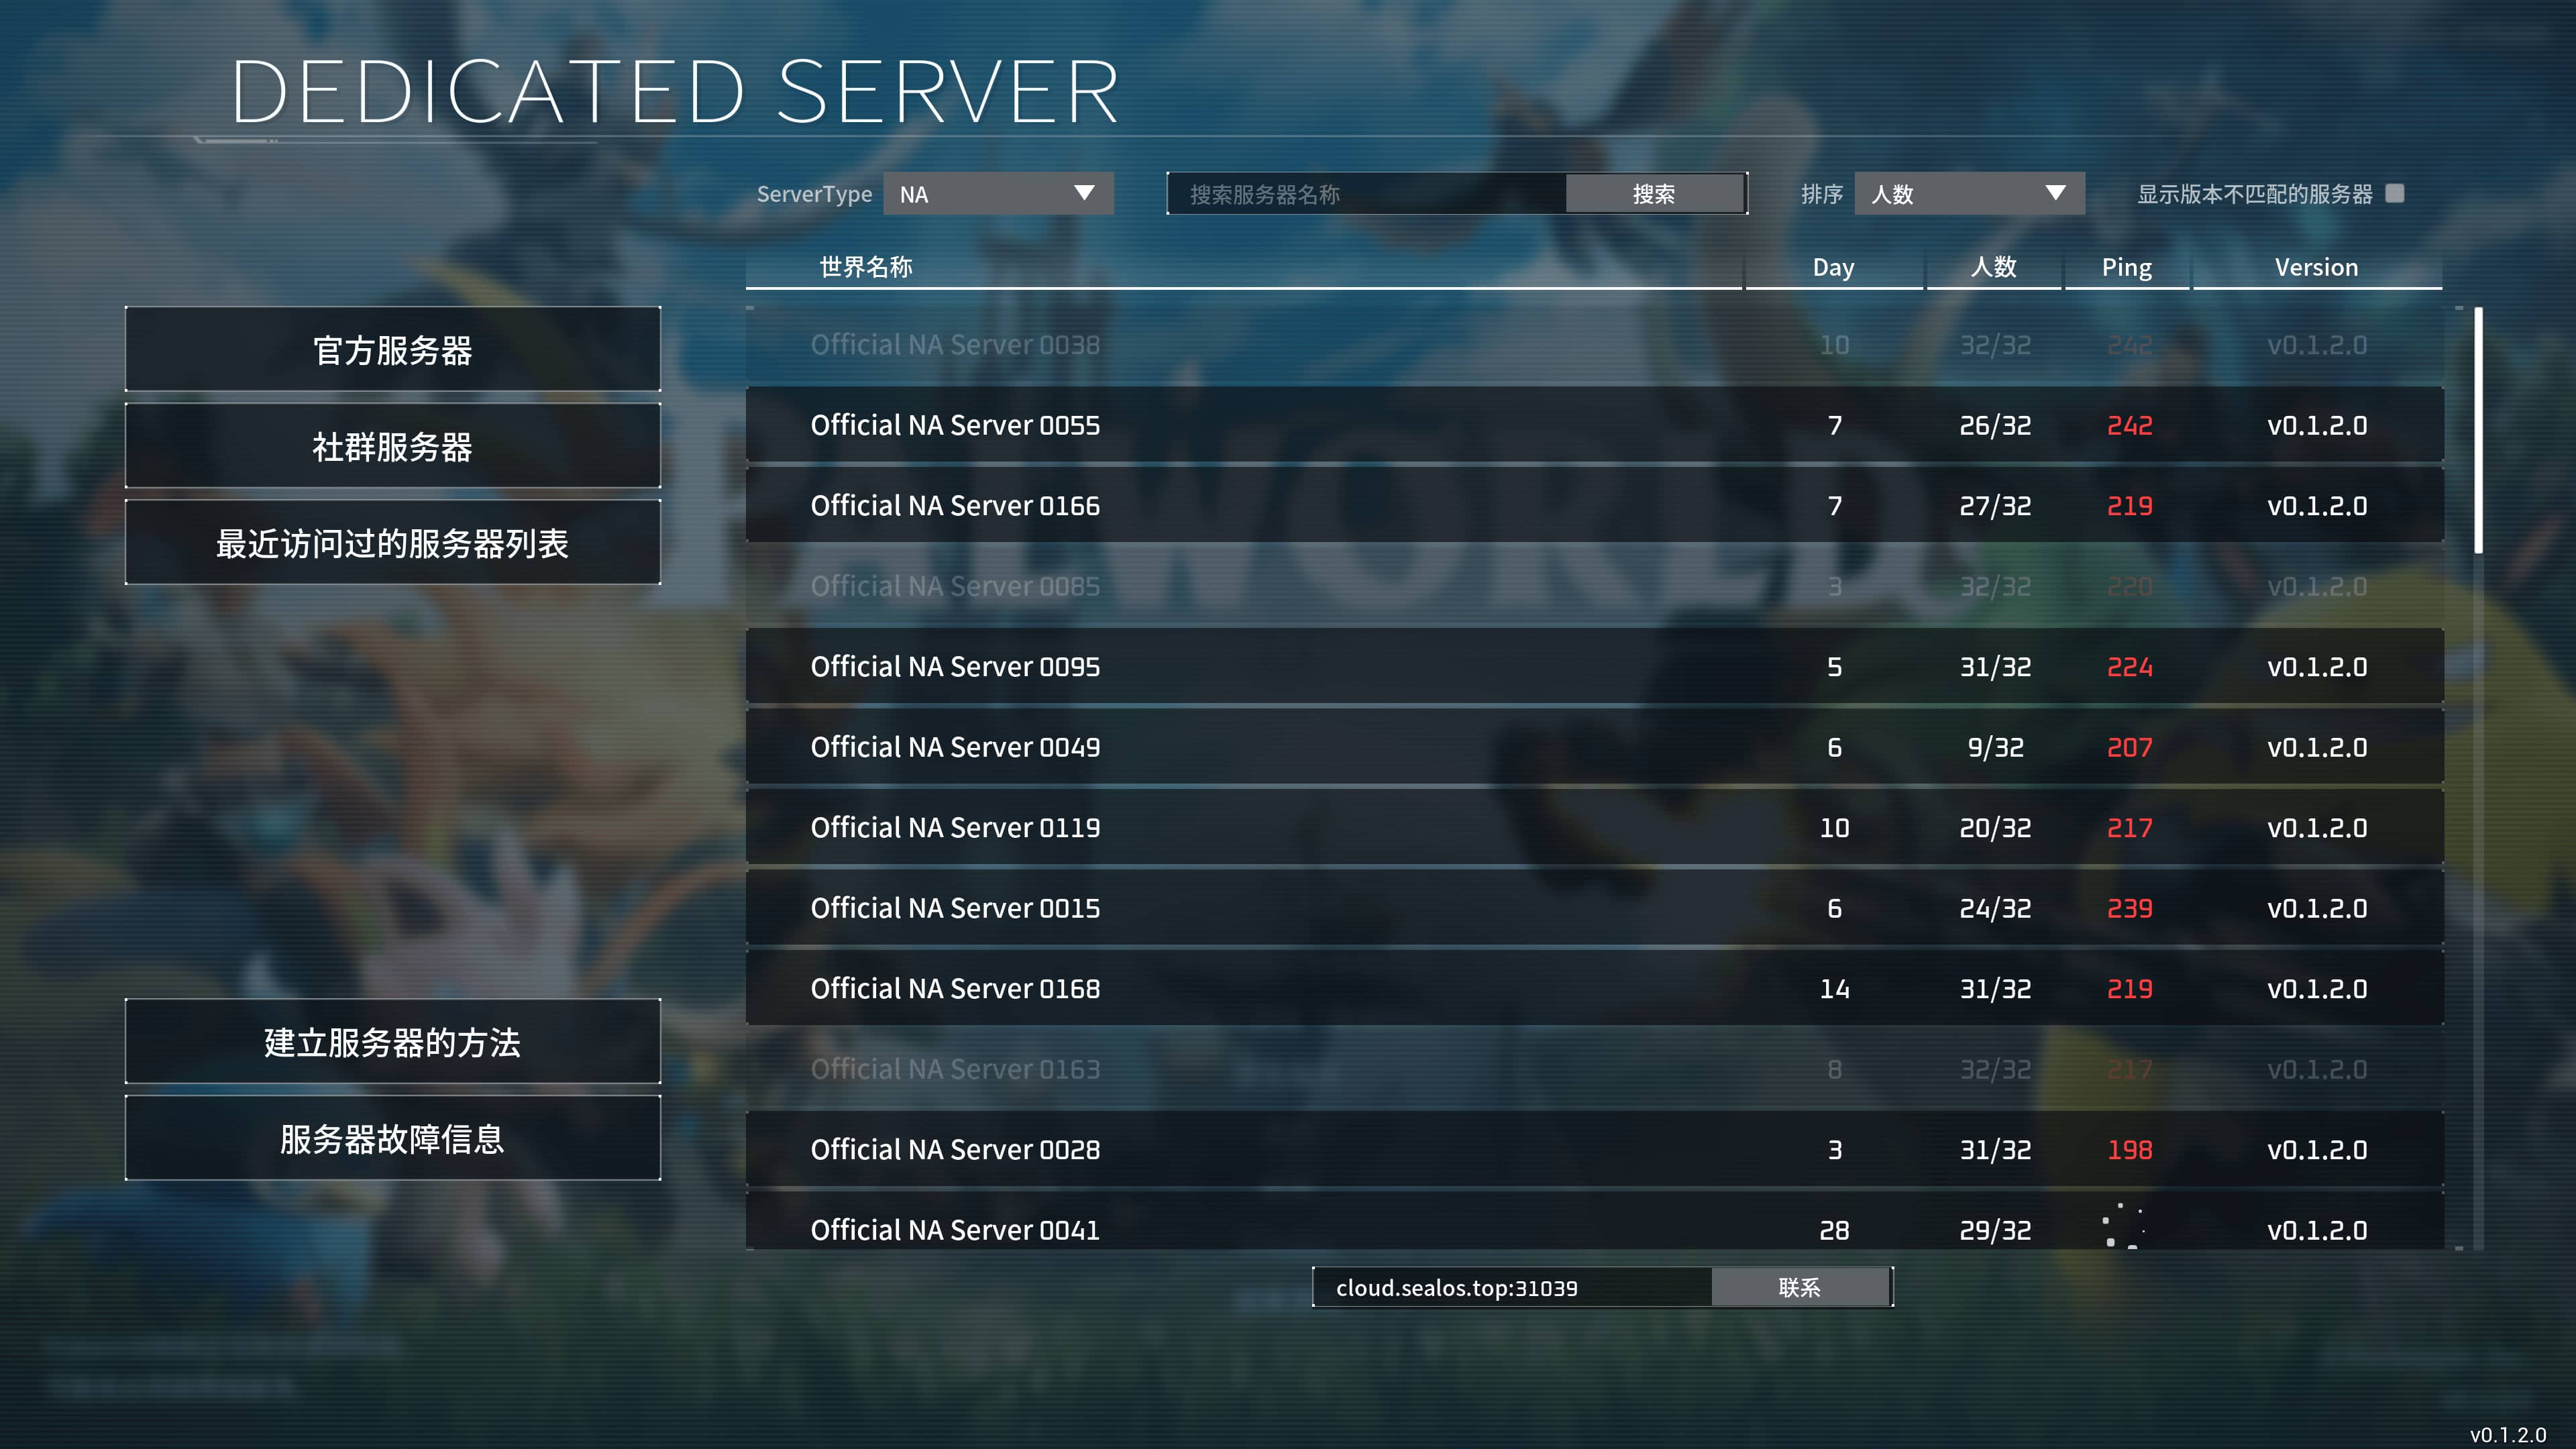 DEDICATED SERVER
ServerType NA 搜索服务器名称 搜索 排序 人数 显示版本不匹配的服务器
世界名称 Day 人数 Ping Version
官方服务器
社群服务器
最近访问过的服务器列表
建立服务器的方法
服务器故障信息
Official NA Server 0038 10 32/32 242 v0.1.2.0
Official NA Server 0055 7 26/32 242 v0.1.2.0
Official NA Server 0166 7 27/32 219 v0.1.2.0
Official NA Server 0085 3 32/32 220 v0.1.2.0
Official NA Server 0095 5 31/32 224 v0.1.2.0
Official NA Server 0049 6 9/32 207 v0.1.2.0
Official NA Server 0119 10 20/32 217 v0.1.2.0
Official NA Server 0015 6 24/32 239 v0.1.2.0
Official NA Server 0168 14 31/32 219 v0.1.2.0
Official NA Server 0163 8 32/32 217 v0.1.2.0
Official NA Server 0028 3 31/32 198 v0.1.2.0
Official NA Server 0041 28 29/32 v0.1.2.0
cloud.sealos.top:31039 联系
PALWORLD
v0.1.2.0